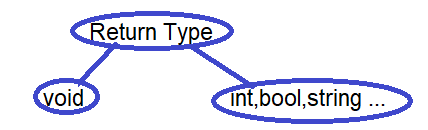 Return Type
void
int,bool,string ...